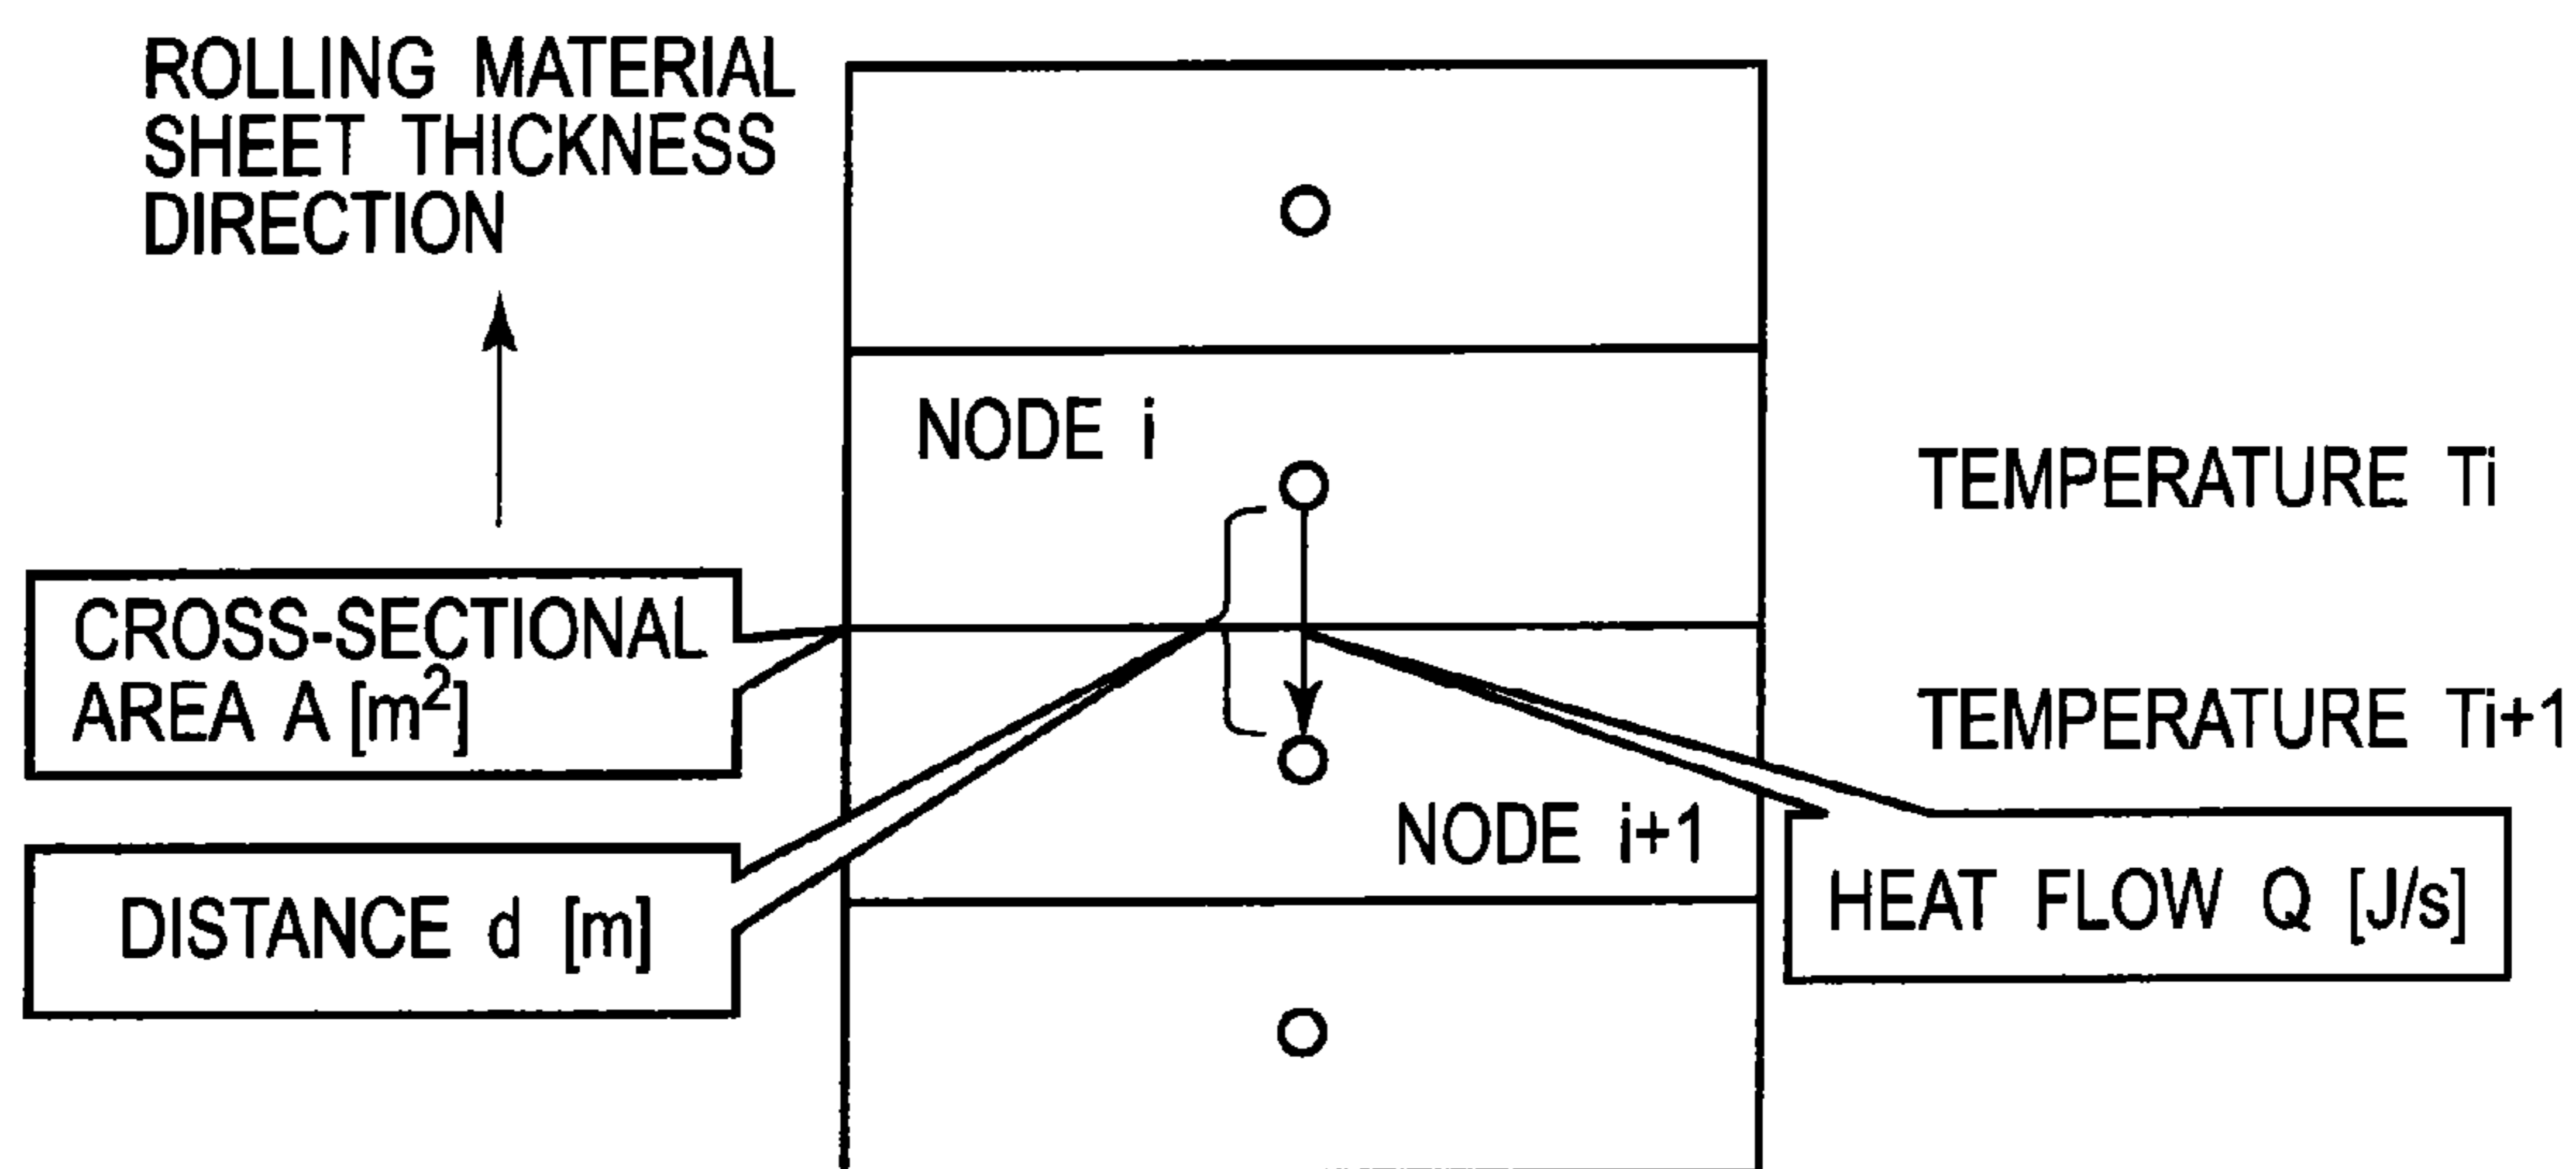 ROLLING MATERIAL
SHEET THICKNESS
DIRECTION
NODE i
TEMPERATURE Ti
CROSS-SECTIONAL
AREA A [m²]
TEMPERATURE Ti+1
NODE i+1
DISTANCE d [m]
HEAT FLOW Q [J/s]